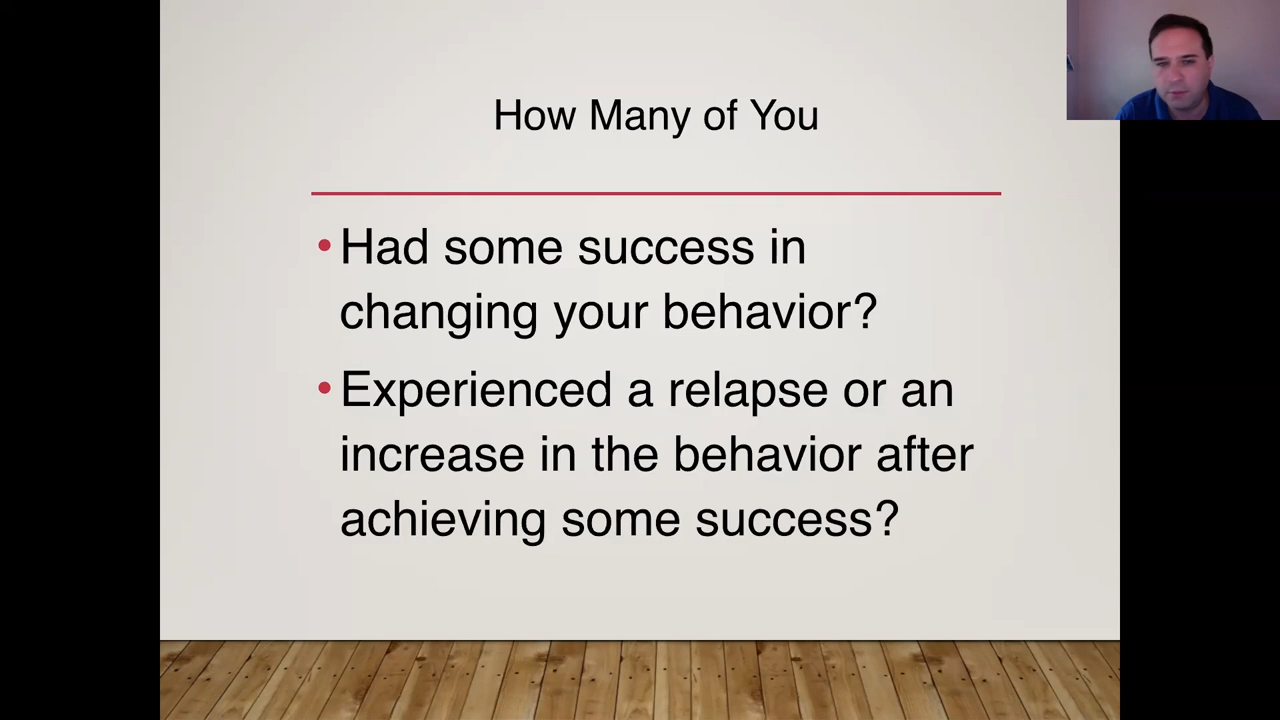 How Many of You
•Had some success in
changing your behavior?
•Experienced a relapse or an
increase in the behavior after
achieving some success?